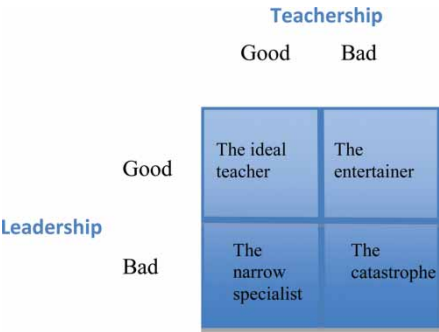 Teachership
Good Bad
Good
The ideal
teacher
The
entertainer
Leadership
Bad
The
narrow
specialist
The
catastrophe